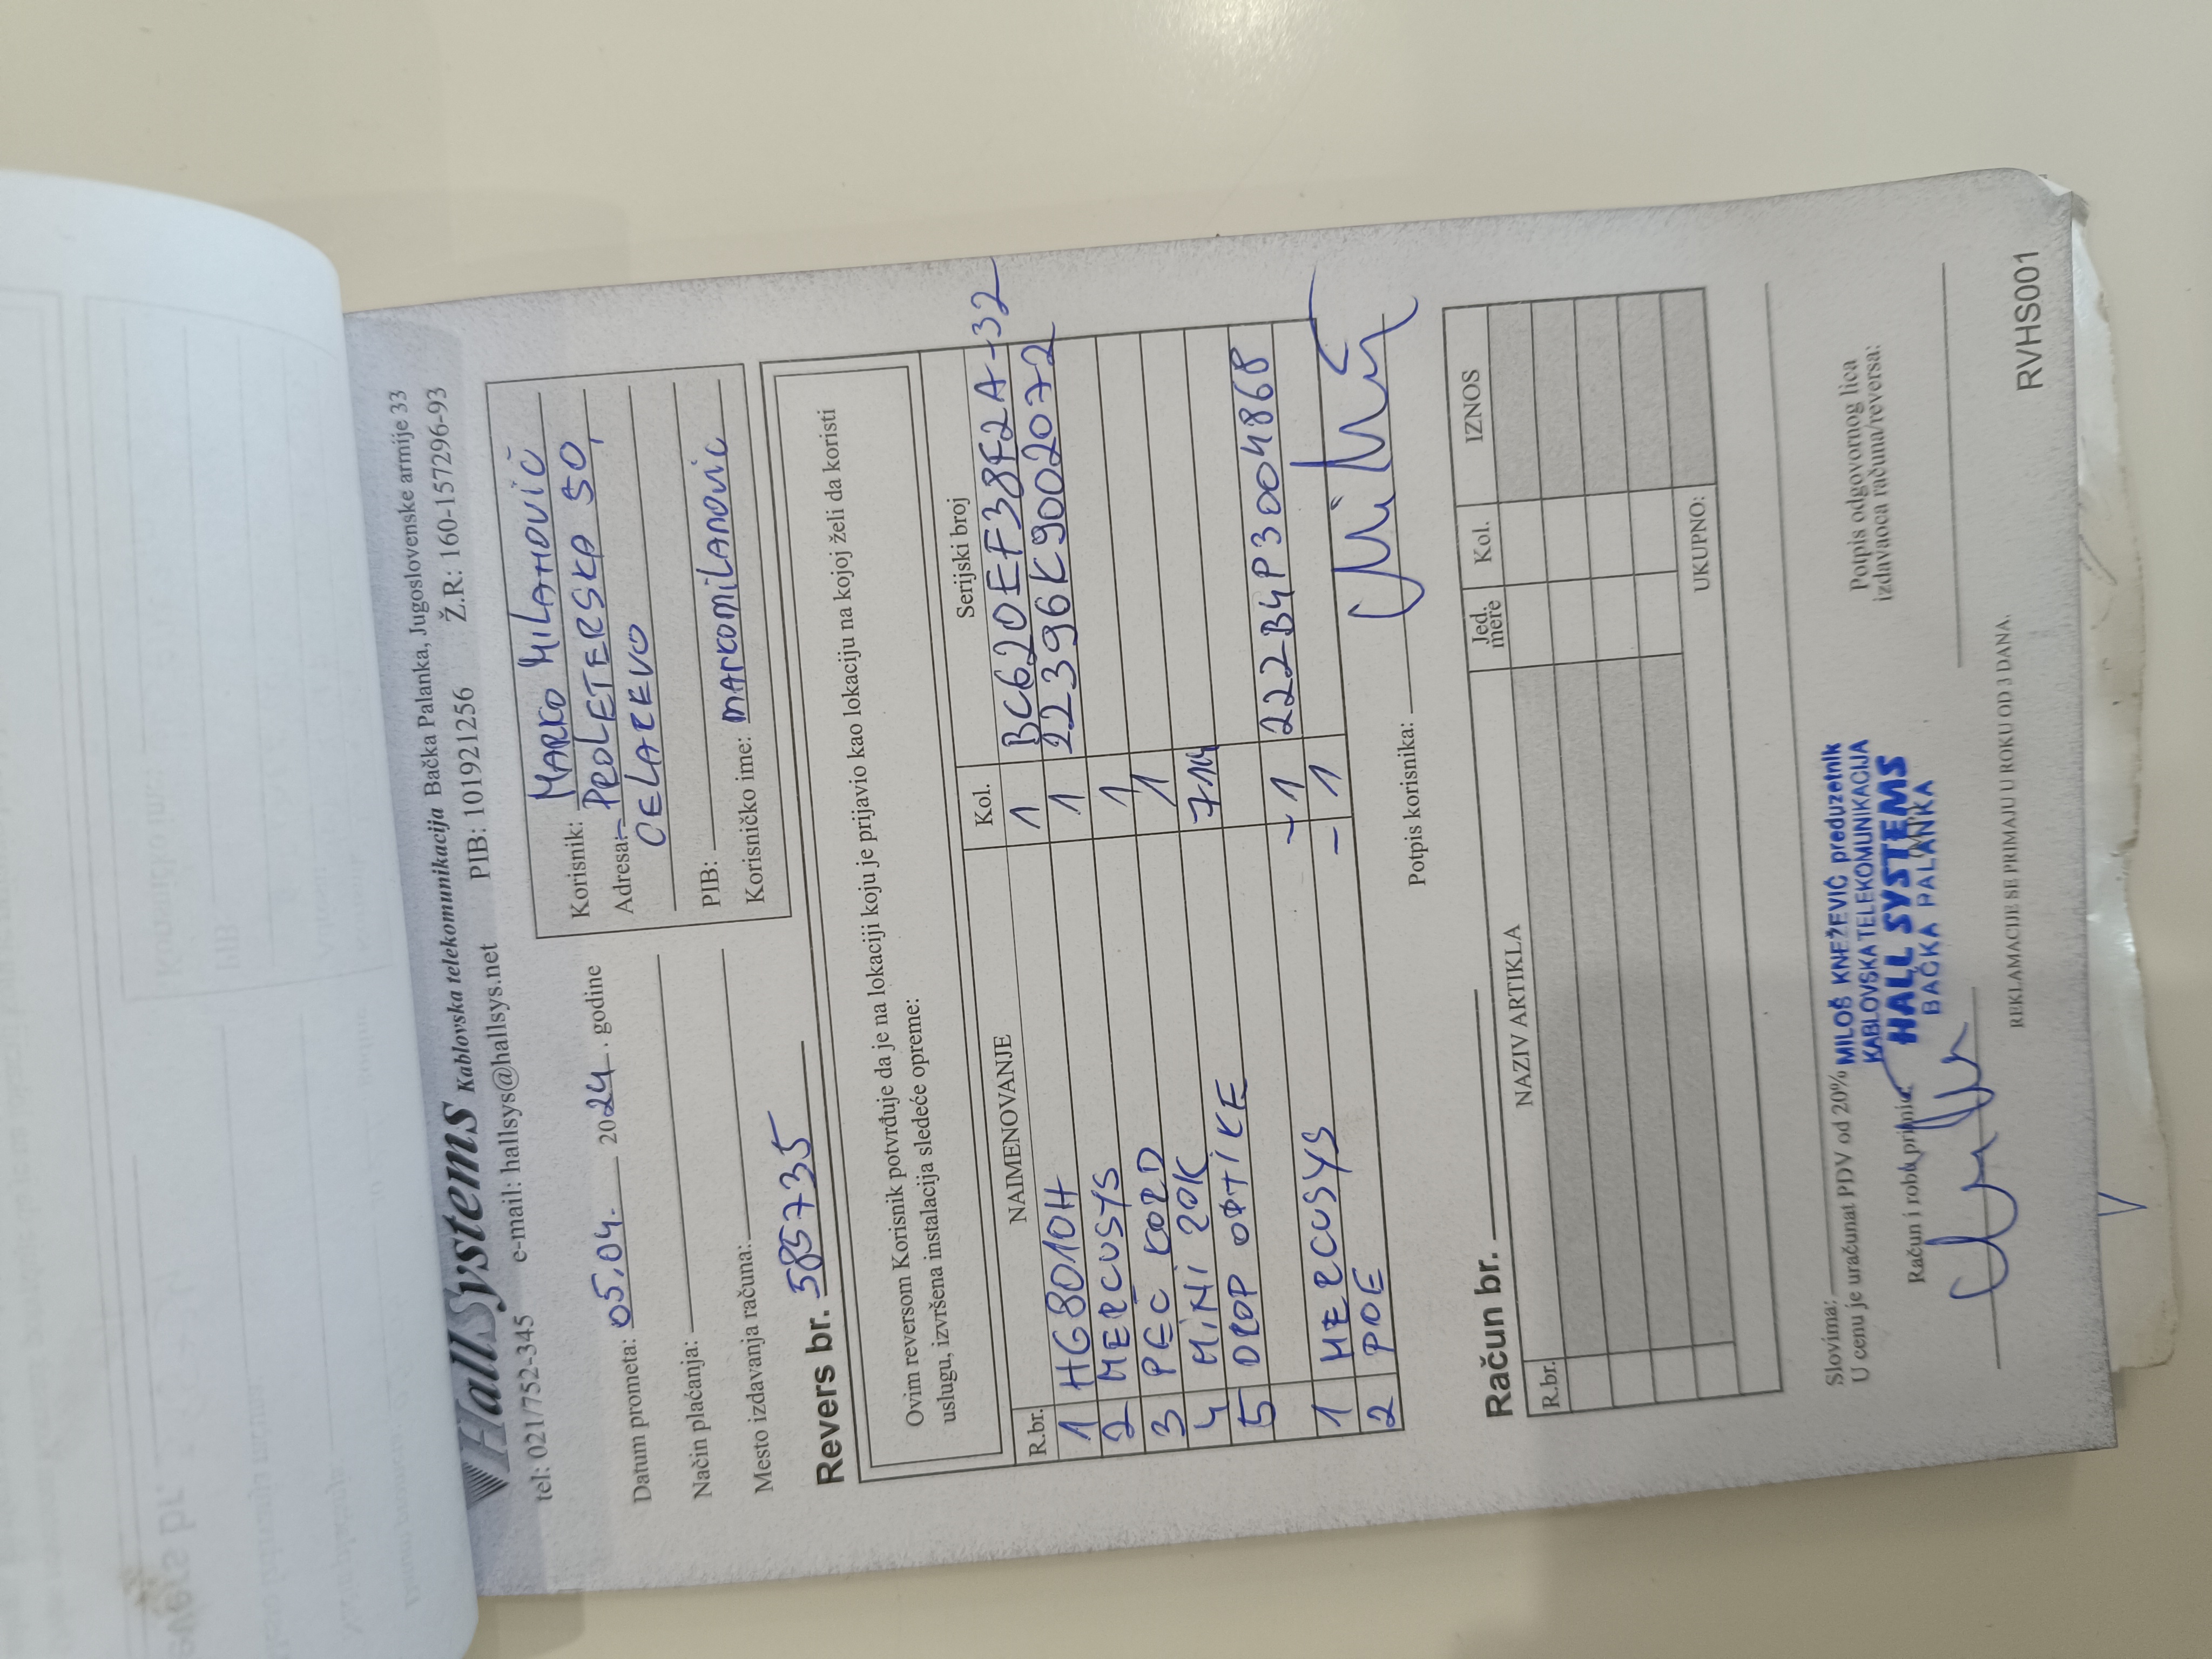 HallSystems Kablovska telekomunikacija Bačka Palanka, Jugoslovenske armije 33
tel: 021/752-345 e-mail: hallsys@hallsys.net PIB: 101921256 Ž.R: 160-157296-93
Datum prometa: 05.04. 2024. godine
Način plaćanja:
Mesto izdavanja računa:
Korisnik: MARKO MILANOVIČ
Adresa: PROLETERSKA 50,
ČELAREVO
PIB:
Korisničko ime: marcomilanovic
Revers br. 585735
Ovim reversom Korisnik potvrđuje da je na lokaciji koju je prijavio kao lokaciju na kojoj želi da koristi
uslugu, izvršena instalacija sledeće opreme:
R.br. NAIMENOVANJE Kol. Serijski broj
1 HG8010H 1 BC620EF38F2A-32
2 MERCUSYS 1 22396K9002072
3 PEČ KORD 1
4 MINI 20K 1
5 DROP OPTIKE 71M
1 MERCUSYS -1 222B4P3004868
2 POE -1
Potpis korisnika:
Račun br.
R.br. NAZIV ARTIKLA Jed. mere Kol. IZNOS
UKUPNO:
Slovima:
U cenu je uračunat PDV od 20%
MILOŠ KNEŽEVIĆ preduzetnik
KABLOVSKA TELEKOMUNIKACIJA
HALL SYSTEMS
BAČKA PALANKA
Račun i robu primio:
Potpis odgovornog lica
izdavaoca računa/reversa:
REKLAMACIJE SE PRIMAJU U ROKU OD 3 DANA.
RVHS001